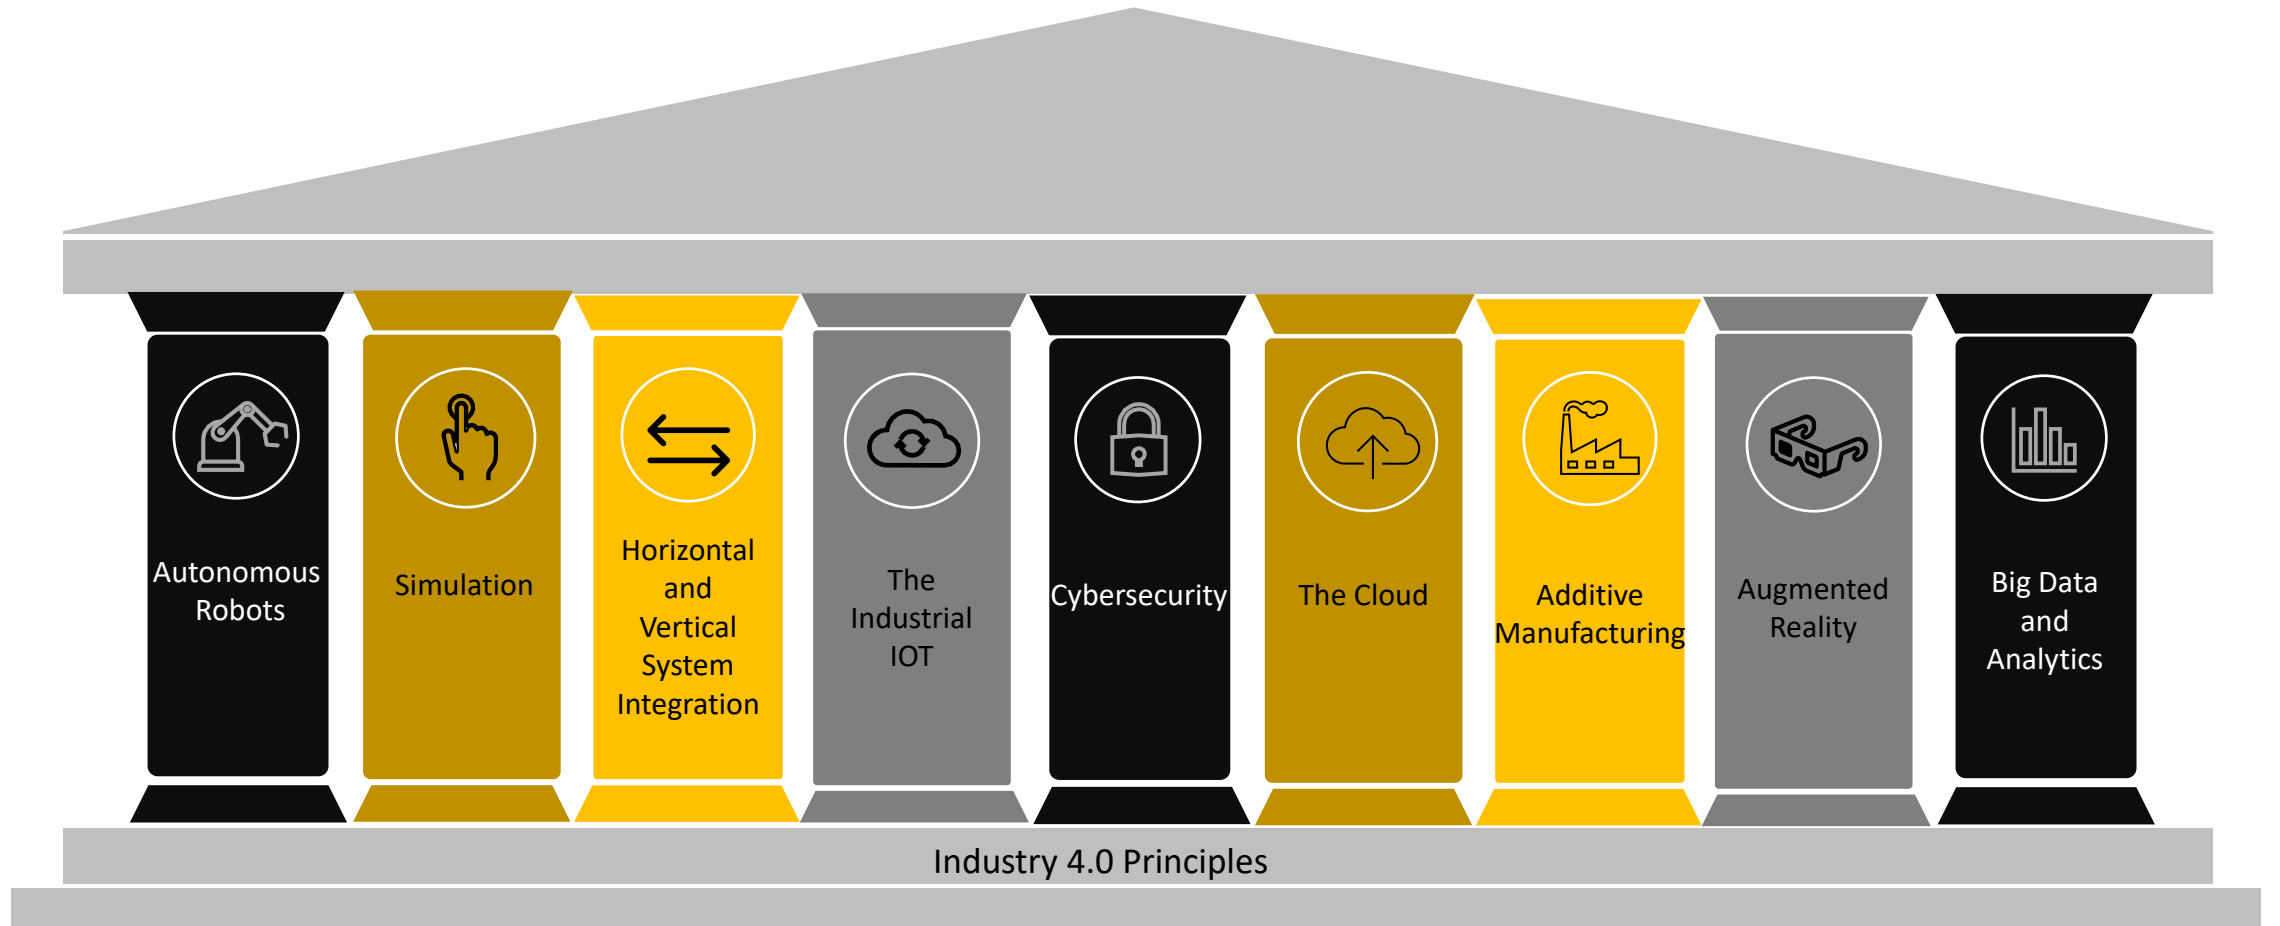 Autonomous
Robots
Simulation
Horizontal
and
Vertical
System
Integration
The
Industrial
IOT
Cybersecurity
The Cloud
Additive
Manufacturing
Augmented
Reality
Big Data
and
Analytics
Industry 4.0 Principles